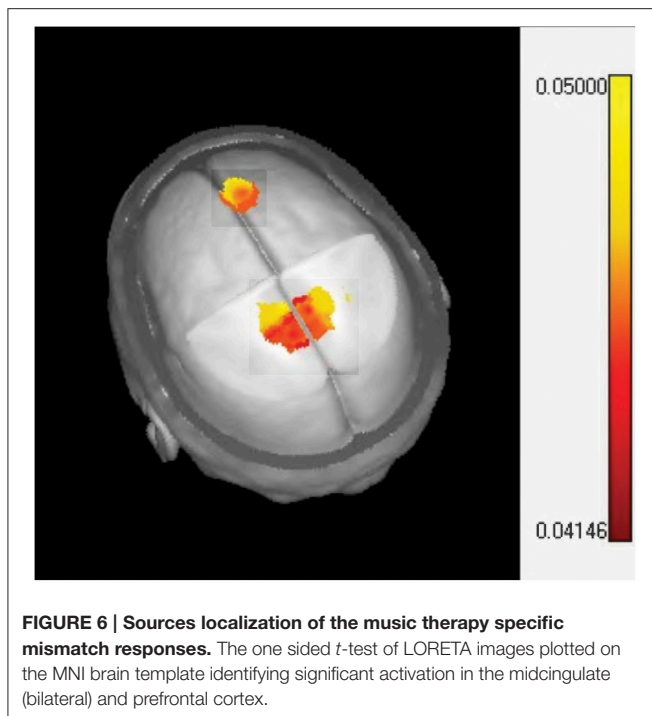 0.05000
0.04146
FIGURE 6 | Sources localization of the music therapy specific
mismatch responses. The one sided t-test of LORETA images plotted on
the MNI brain template identifying significant activation in the midcingulate
(bilateral) and prefrontal cortex.